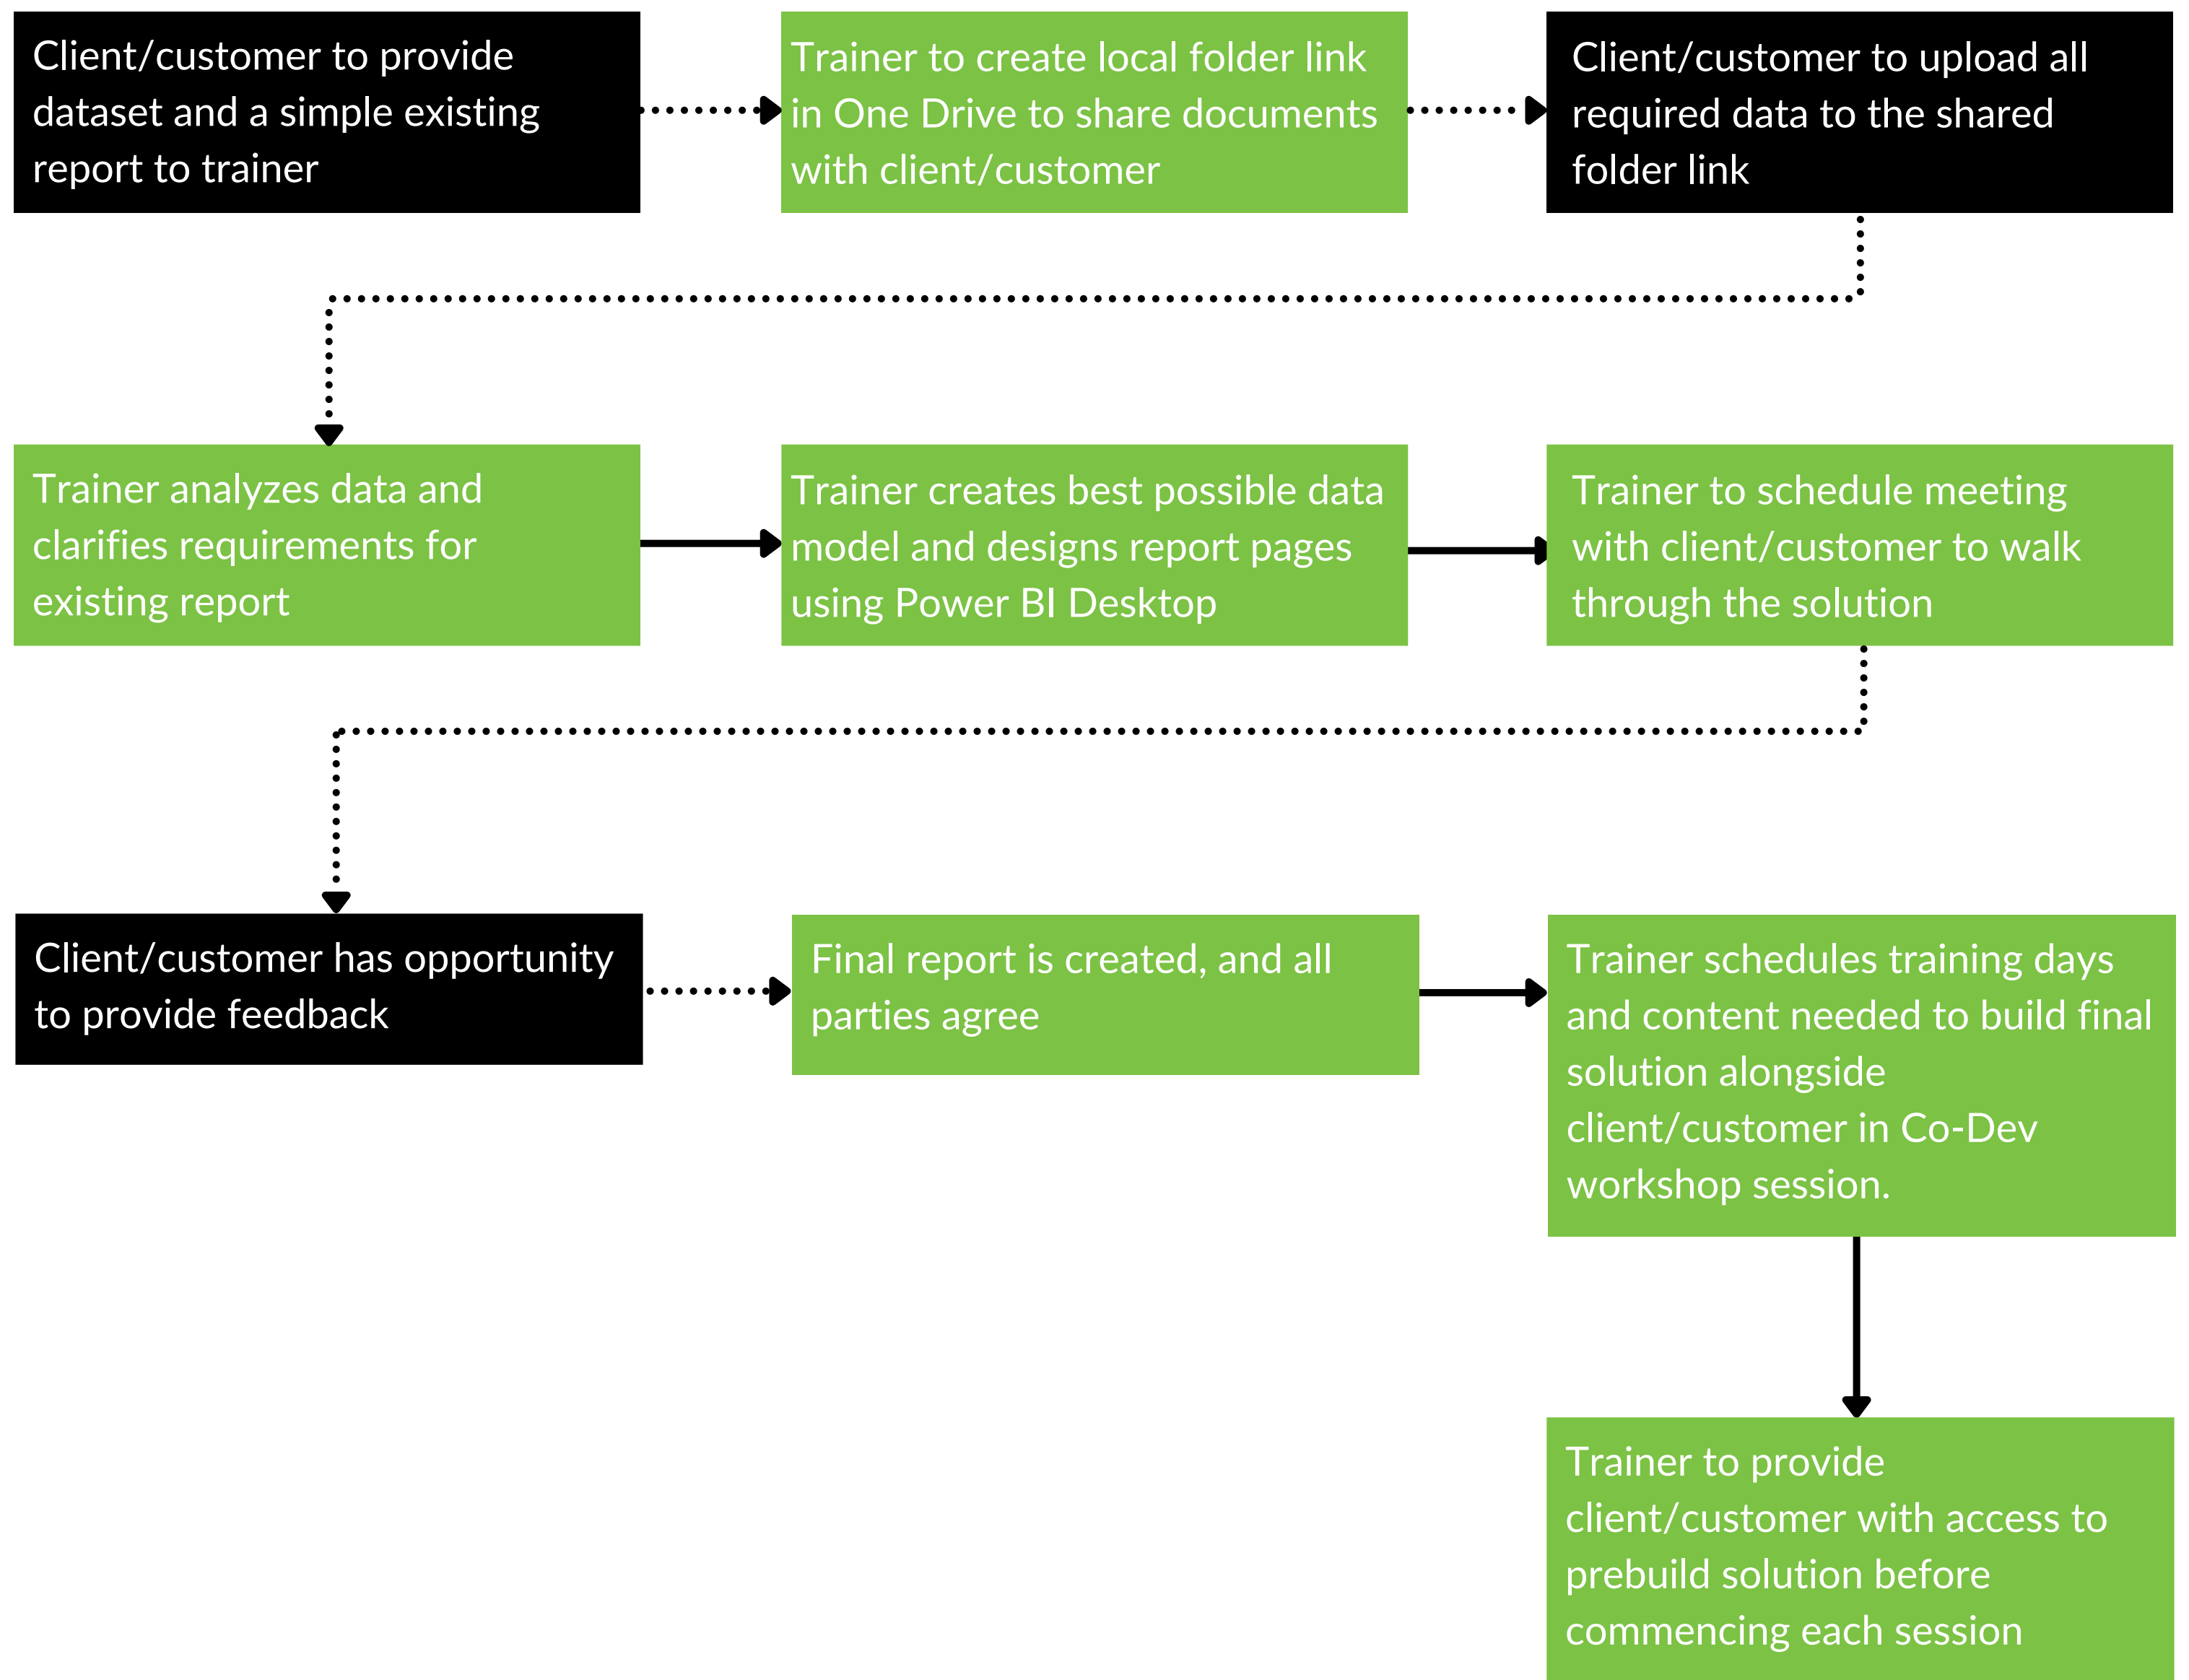 Client/customer to provide
dataset and a simple existing
report to trainer
Trainer to create local folder link
in One Drive to share documents
with client/customer
Client/customer to upload all
required data to the shared
folder link
Trainer analyzes data and
clarifies requirements for
existing report
Trainer creates best possible data
model and designs report pages
using Power BI Desktop
Trainer to schedule meeting
with client/customer to walk
through the solution
Client/customer has opportunity
to provide feedback
Final report is created, and all
parties agree
Trainer schedules training days
and content needed to build final
solution alongside
client/customer in Co-Dev
workshop session.
Trainer to provide
client/customer with access to
prebuild solution before
commencing each session